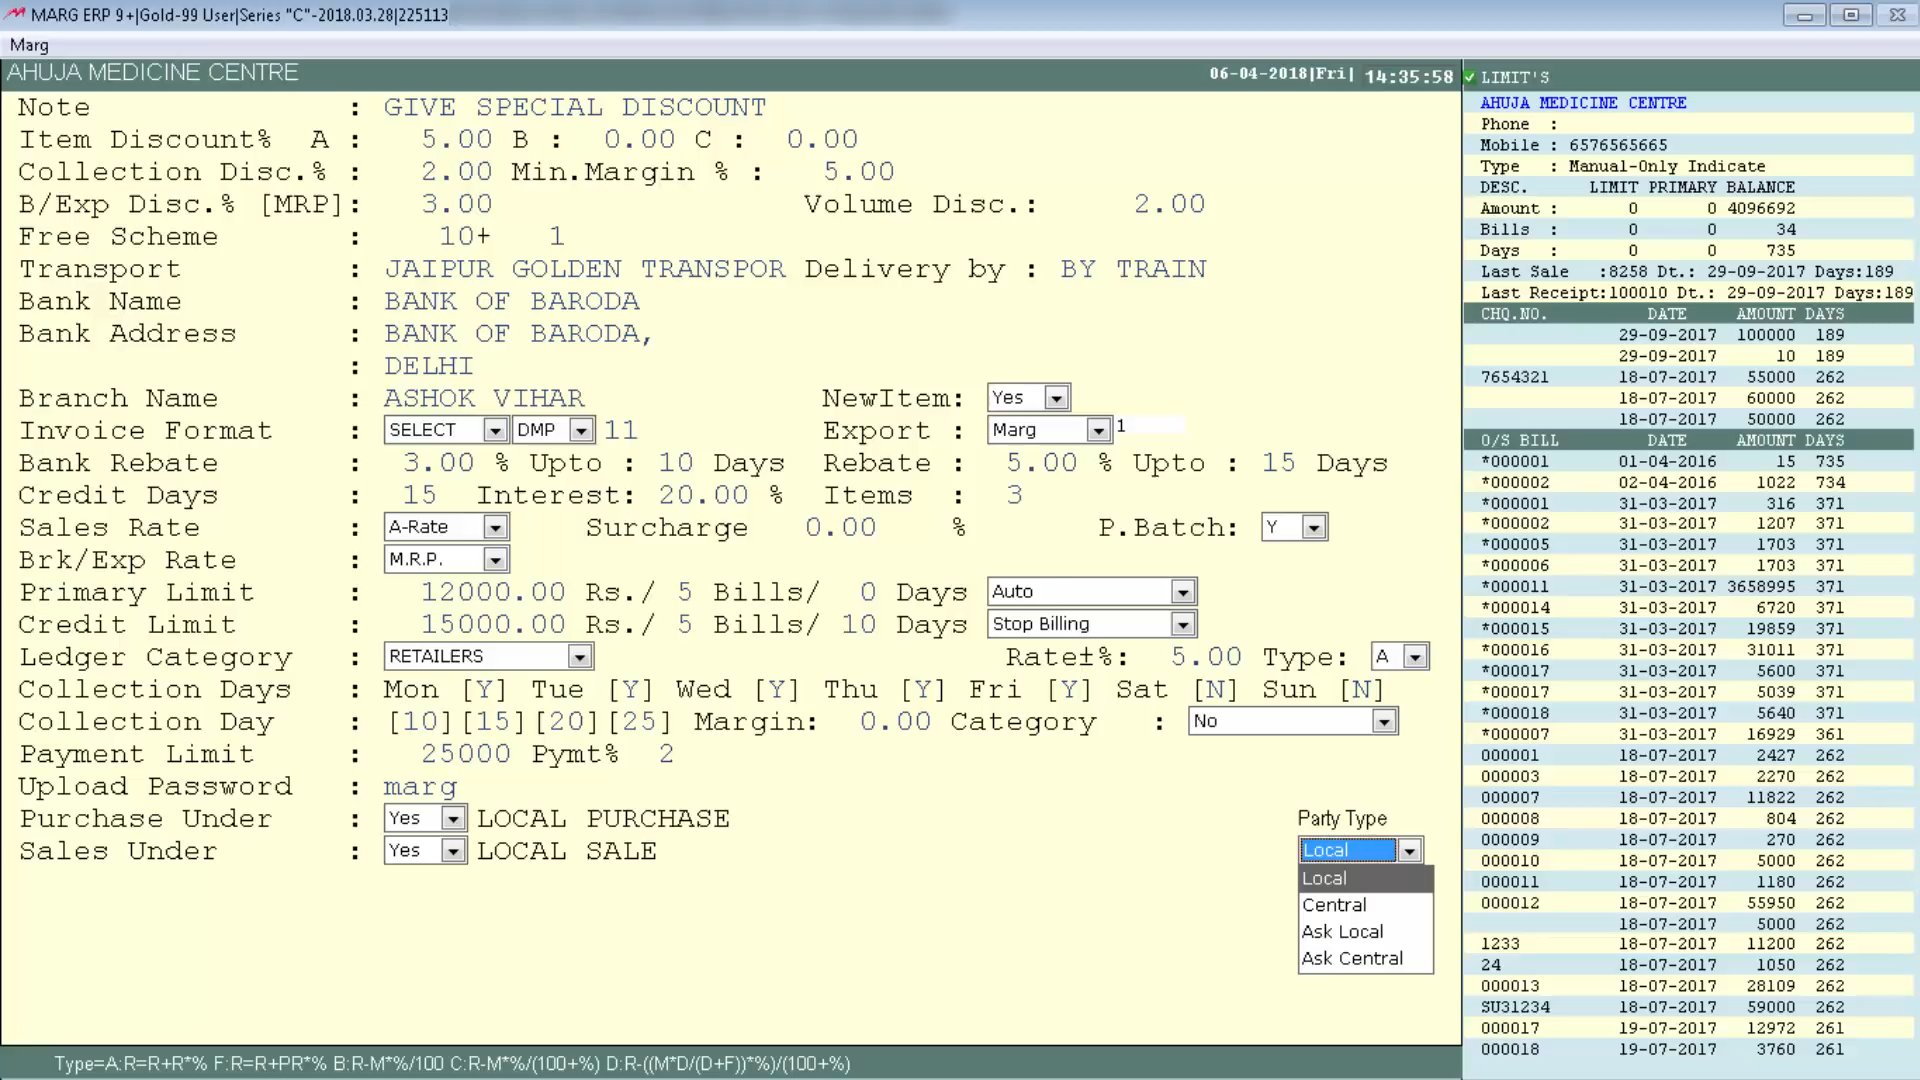 MARG ERP 9+|Gold-99 User|Series "C"-2018.03.28|225113
Marg
AHUJA MEDICINE CENTRE 06-04-2018|Fri| 14:35:58
Note : GIVE SPECIAL DISCOUNT
Item Discount% A : 5.00 B : 0.00 C : 0.00
Collection Disc.% : 2.00 Min.Margin % : 5.00
B/Exp Disc.% [MRP]: 3.00 Volume Disc.: 2.00
Free Scheme : 10+ 1
Transport : JAIPUR GOLDEN TRANSPOR Delivery by : BY TRAIN
Bank Name : BANK OF BARODA
Bank Address : BANK OF BARODA,
: DELHI
Branch Name : ASHOK VIHAR NewItem: Yes
Invoice Format : SELECT DMP 11 Export : Marg 1
Bank Rebate : 3.00 % Upto : 10 Days Rebate : 5.00 % Upto : 15 Days
Credit Days : 15 Interest: 20.00 % Items : 3
Sales Rate : A-Rate Surcharge 0.00 % P.Batch: Y
Brk/Exp Rate : M.R.P.
Primary Limit : 12000.00 Rs./ 5 Bills/ 0 Days Auto
Credit Limit : 15000.00 Rs./ 5 Bills/ 10 Days Stop Billing
Ledger Category : RETAILERS Rate±%: 5.00 Type: A
Collection Days : Mon [Y] Tue [Y] Wed [Y] Thu [Y] Fri [Y] Sat [N] Sun [N]
Collection Day : [10][15][20][25] Margin: 0.00 Category : No
Payment Limit : 25000 Pymt% 2
Upload Password : marg
Purchase Under : Yes LOCAL PURCHASE Party Type
Sales Under : Yes LOCAL SALE Local
Local
Central
Ask Local
Ask Central
Type=A:R=R+R*% F:R=R+PR*% B:R-M*%/100 C:R-M*%/(100+%) D:R-((M*D/(D+F))*%)/(100+%)
LIMIT'S
AHUJA MEDICINE CENTRE
Phone :
Mobile : 6576565665
Type : Manual-Only Indicate
DESC. LIMIT PRIMARY BALANCE
Amount : 0 0 4096692
Bills : 0 0 34
Days : 0 0 735
Last Sale :8258 Dt.: 29-09-2017 Days:189
Last Receipt:100010 Dt.: 29-09-2017 Days:189
CHQ.NO. DATE AMOUNT DAYS
29-09-2017 100000 189
29-09-2017 10 189
7654321 18-07-2017 55000 262
18-07-2017 60000 262
18-07-2017 50000 262
O/S BILL DATE AMOUNT DAYS
*000001 01-04-2016 15 735
*000002 02-04-2016 1022 734
*000001 31-03-2017 316 371
*000002 31-03-2017 1207 371
*000005 31-03-2017 1703 371
*000006 31-03-2017 1703 371
*000011 31-03-2017 3658995 371
*000014 31-03-2017 6720 371
*000015 31-03-2017 19859 371
*000016 31-03-2017 31011 371
*000017 31-03-2017 5600 371
*000017 31-03-2017 5039 371
*000018 31-03-2017 5640 371
*000007 31-03-2017 16929 361
000001 18-07-2017 2427 262
000003 18-07-2017 2270 262
000007 18-07-2017 11822 262
000008 18-07-2017 804 262
000009 18-07-2017 270 262
000010 18-07-2017 5000 262
000011 18-07-2017 1180 262
000012 18-07-2017 55950 262
18-07-2017 5000 262
1233 18-07-2017 11200 262
24 18-07-2017 1050 262
000013 18-07-2017 28109 262
SU31234 18-07-2017 59000 262
000017 19-07-2017 12972 261
000018 19-07-2017 3760 261